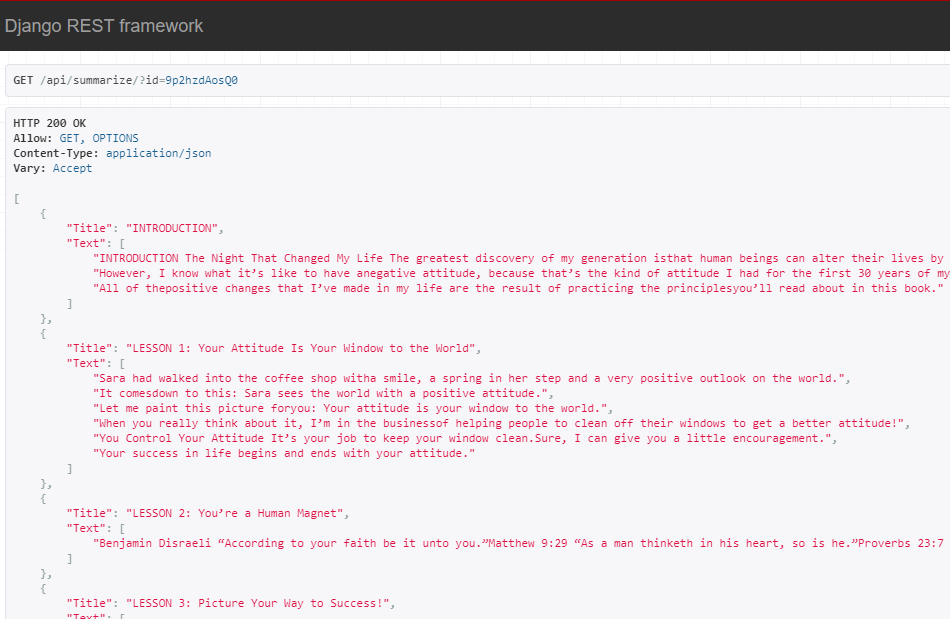 Django REST framework
GET /api/summarize/?id=9p2hzdAosQ0
HTTP 200 OK
Allow: GET, OPTIONS
Content-Type: application/json
Vary: Accept
[
{
"Title": "INTRODUCTION",
"Text": [
"INTRODUCTION The Night That Changed My Life The greatest discovery of my generation isthat human beings can alter their lives by
"However, I know what it’s like to have anegative attitude, because that’s the kind of attitude I had for the first 30 years of my
"All of thepositive changes that I’ve made in my life are the result of practicing the principlesyou’ll read about in this book."
]
},
{
"Title": "LESSON 1: Your Attitude Is Your Window to the World",
"Text": [
"Sara had walked into the coffee shop witha smile, a spring in her step and a very positive outlook on the world.",
"It comesdown to this: Sara sees the world with a positive attitude.",
"Let me paint this picture foryou: Your attitude is your window to the world.",
"When you really think about it, I’m in the businessof helping people to clean off their windows to get a better attitude!",
"You Control Your Attitude It’s your job to keep your window clean.Sure, I can give you a little encouragement.",
"Your success in life begins and ends with your attitude."
]
},
{
"Title": "LESSON 2: You’re a Human Magnet",
"Text": [
"Benjamin Disraeli “According to your faith be it unto you.”Matthew 9:29 “As a man thinketh in his heart, so is he.”Proverbs 23:7
]
},
{
"Title": "LESSON 3: Picture Your Way to Success!",
"Text": [